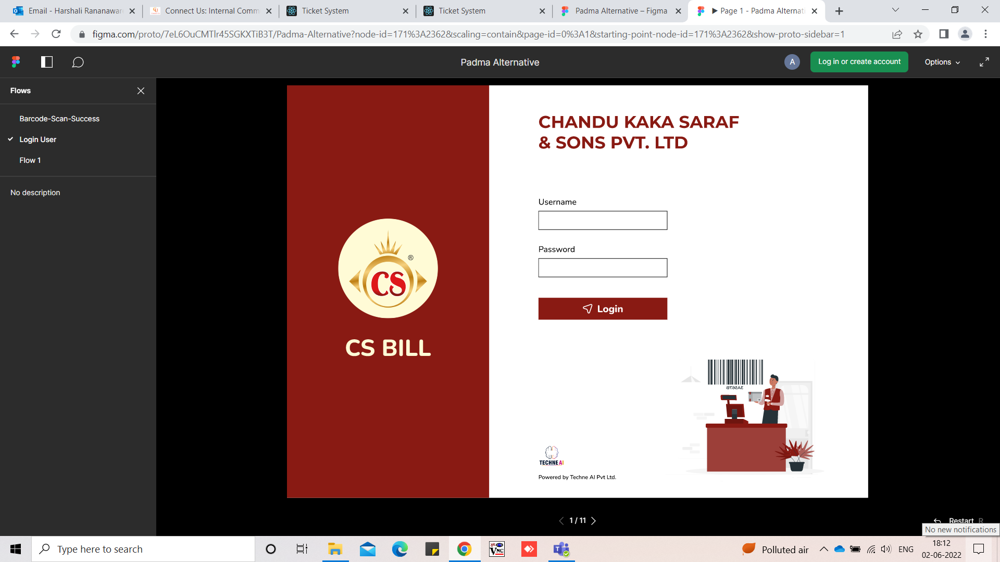 Email - Harshali Rananaware
Connect Us: Internal Comm
Ticket System
Ticket System
Padma Alternative – Figma
▶ Page 1 - Padma Alternati
figma.com/proto/7eL6OuCMTlr45SGKXTiB3T/Padma-Alternative?node-id=171%3A2362&scaling=contain&page-id=0%3A1&starting-point-node-id=171%3A2362&show-proto-sidebar=1
Padma Alternative
A
Log in or create account
Options
Flows
Barcode-Scan-Success
Login User
Flow 1
No description
CS
®
CS BILL
CHANDU KAKA SARAF
& SONS PVT. LTD
Username
Password
Login
3AS67B
TECHNE AI
Powered by Techne AI Pvt Ltd.
1 / 11
Restart R
No new notifications
Type here to search
VNC
Polluted air
ENG
18:12
02-06-2022